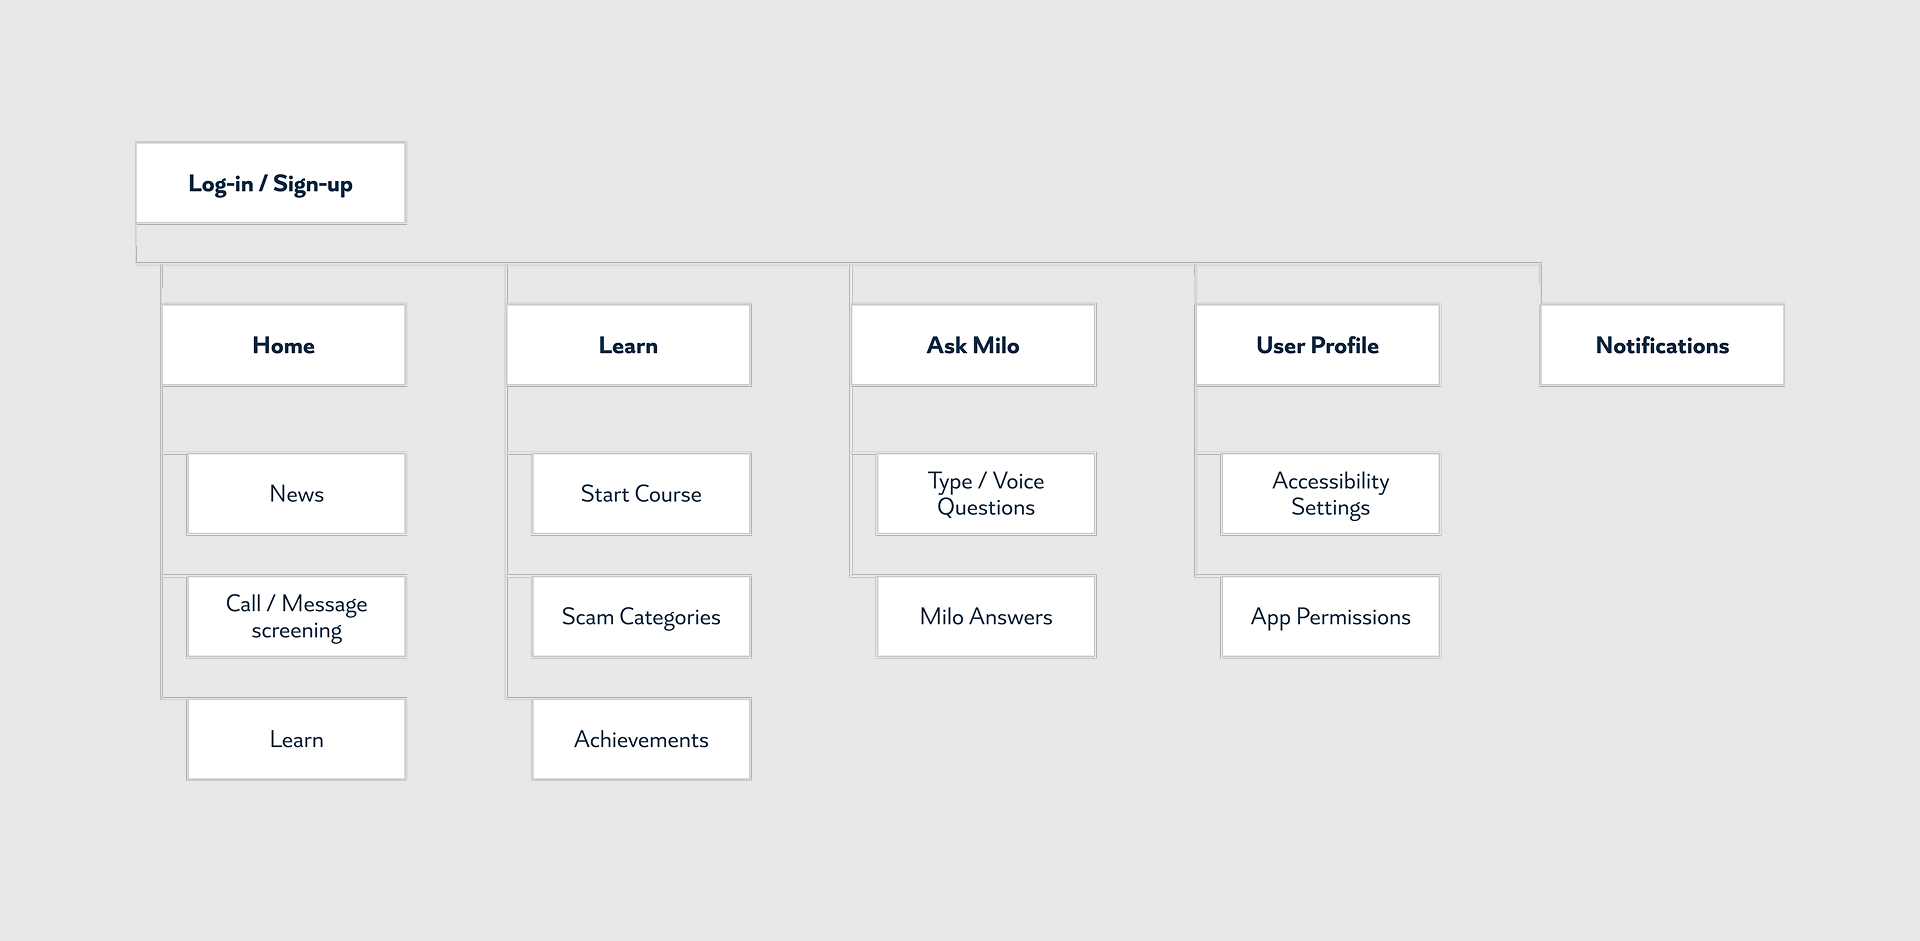 Log-in / Sign-up
Home
Learn
Ask Milo
User Profile
Notifications
News
Start Course
Type / Voice
Questions
Accessibility
Settings
Call / Message
screening
Scam Categories
Milo Answers
App Permissions
Learn
Achievements